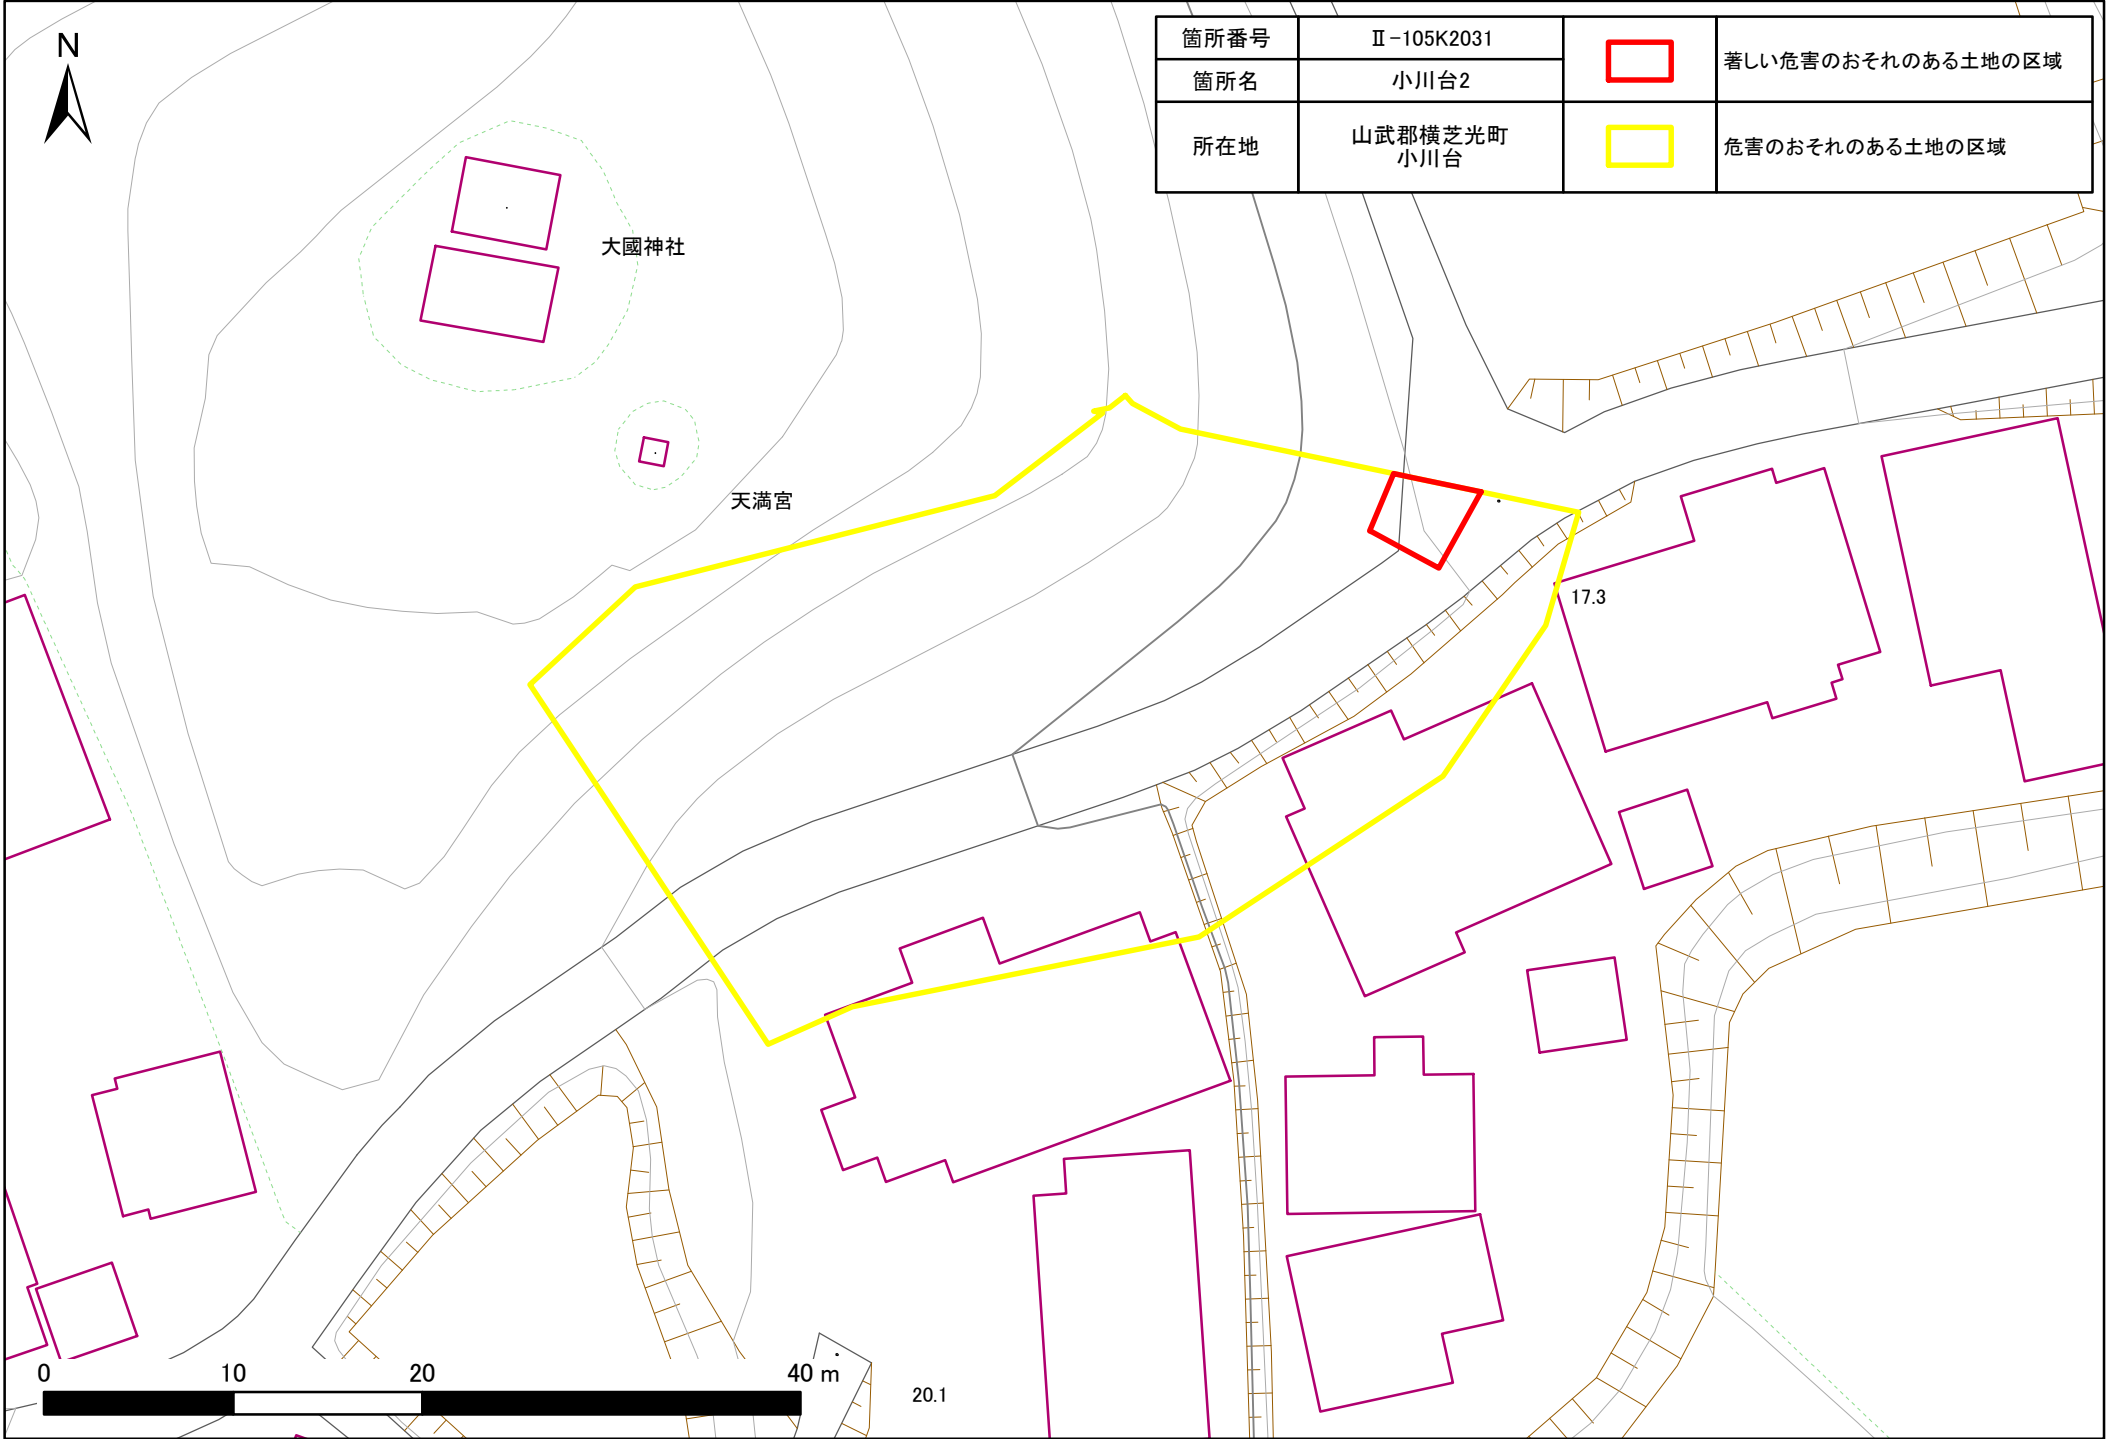 N
箇所番号
Ⅱ-105K2031
著しい危害のおそれのある土地の区域
箇所名
小川台2
所在地
山武郡横芝光町
小川台
危害のおそれのある土地の区域
大國神社
天満宮
17.3
0 10 20 40 m
20.1